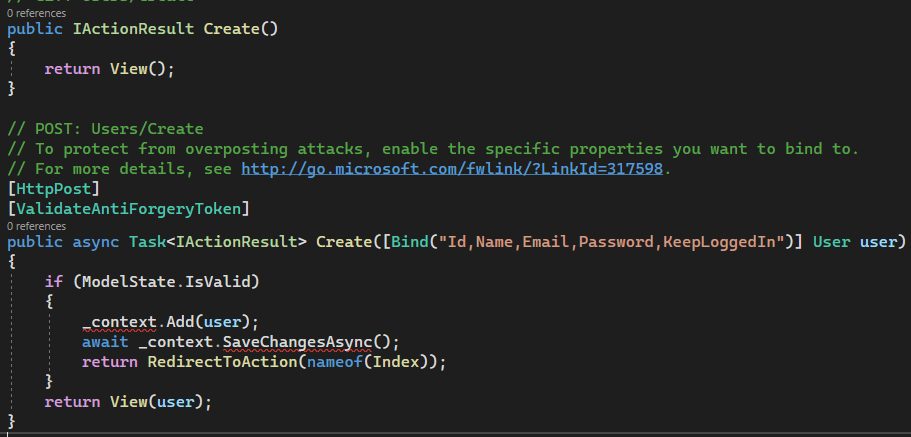 0 references
public IActionResult Create()
{
return View();
}
// POST: Users/Create
// To protect from overposting attacks, enable the specific properties you want to bind to.
// For more details, see http://go.microsoft.com/fwlink/?LinkId=317598.
[HttpPost]
[ValidateAntiForgeryToken]
0 references
public async Task<IActionResult> Create([Bind("Id,Name,Email,Password,KeepLoggedIn")] User user)
{
if (ModelState.IsValid)
{
_context.Add(user);
await _context.SaveChangesAsync();
return RedirectToAction(nameof(Index));
}
return View(user);
}